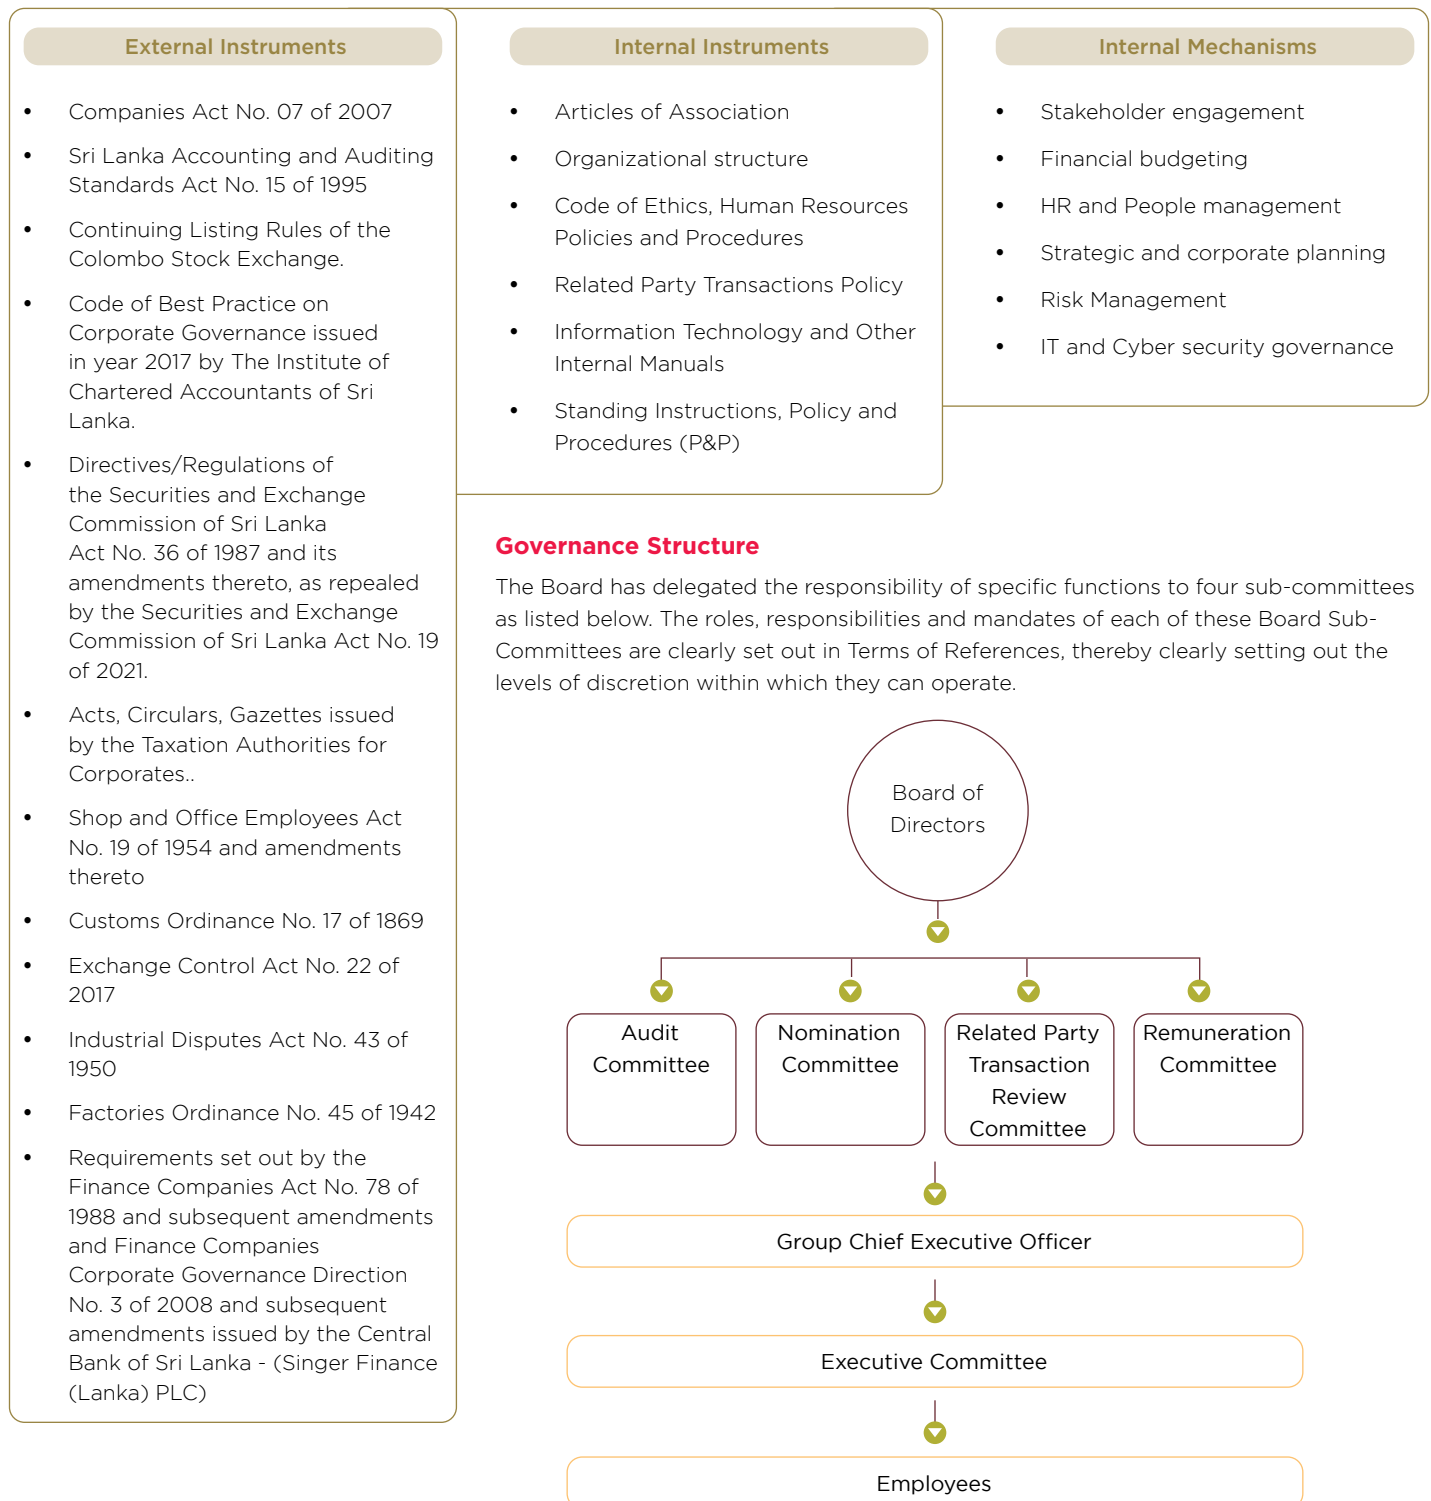 External Instruments
• Companies Act No. 07 of 2007
• Sri Lanka Accounting and Auditing
Standards Act No. 15 of 1995
• Continuing Listing Rules of the
Colombo Stock Exchange.
• Code of Best Practice on
Corporate Governance issued
in year 2017 by The Institute of
Chartered Accountants of Sri
Lanka.
• Directives/Regulations of
the Securities and Exchange
Commission of Sri Lanka
Act No. 36 of 1987 and its
amendments thereto, as repealed
by the Securities and Exchange
Commission of Sri Lanka Act No. 19
of 2021.
• Acts, Circulars, Gazettes issued
by the Taxation Authorities for
Corporates..
• Shop and Office Employees Act
No. 19 of 1954 and amendments
thereto
• Customs Ordinance No. 17 of 1869
• Exchange Control Act No. 22 of
2017
• Industrial Disputes Act No. 43 of
1950
• Factories Ordinance No. 45 of 1942
• Requirements set out by the
Finance Companies Act No. 78 of
1988 and subsequent amendments
and Finance Companies
Corporate Governance Direction
No. 3 of 2008 and subsequent
amendments issued by the Central
Bank of Sri Lanka - (Singer Finance
(Lanka) PLC)
Internal Instruments
• Articles of Association
• Organizational structure
• Code of Ethics, Human Resources
Policies and Procedures
• Related Party Transactions Policy
• Information Technology and Other
Internal Manuals
• Standing Instructions, Policy and
Procedures (P&P)
Internal Mechanisms
• Stakeholder engagement
• Financial budgeting
• HR and People management
• Strategic and corporate planning
• Risk Management
• IT and Cyber security governance
Governance Structure
The Board has delegated the responsibility of specific functions to four sub-committees
as listed below. The roles, responsibilities and mandates of each of these Board Sub-
Committees are clearly set out in Terms of References, thereby clearly setting out the
levels of discretion within which they can operate.
Board of
Directors
Audit
Committee
Nomination
Committee
Related Party
Transaction
Review
Committee
Remuneration
Committee
Group Chief Executive Officer
Executive Committee
Employees